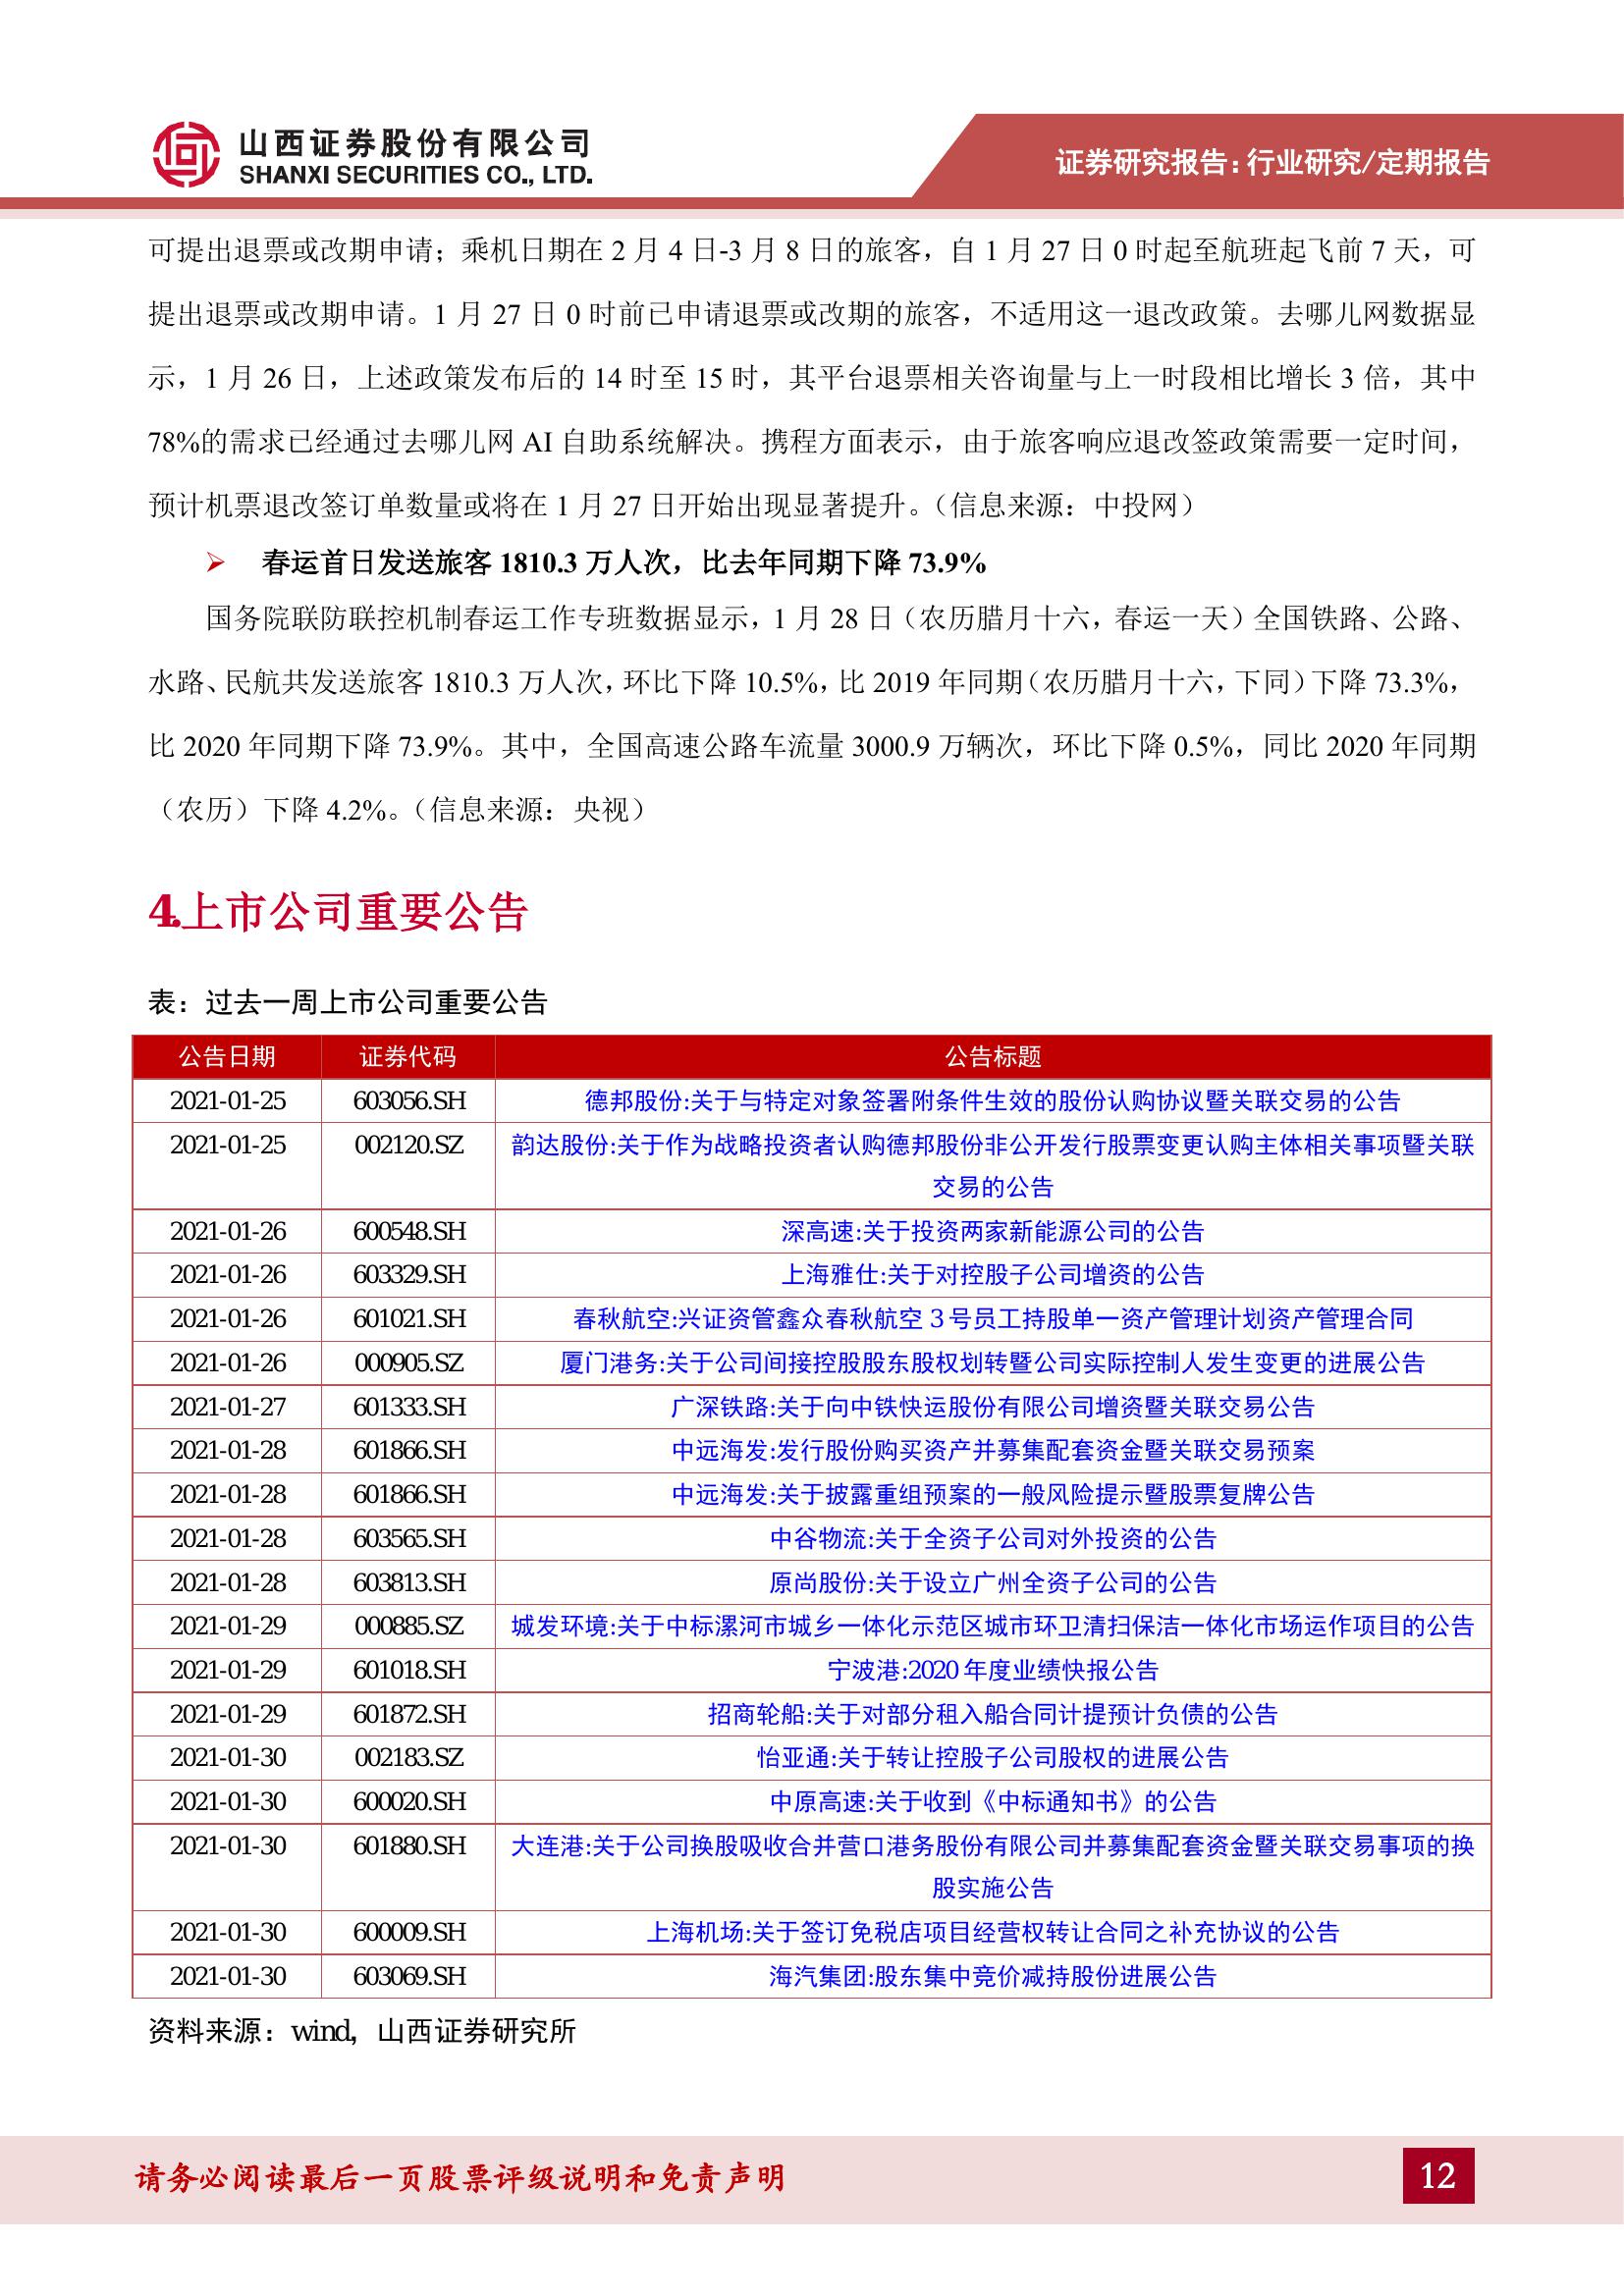 山西证券股份有限公司
SHANXI SECURITIES CO., LTD.
证券研究报告:行业研究/定期报告
可提出退票或改期申请；乘机日期在 2 月 4 日-3 月 8 日的旅客，自 1 月 27 日 0 时起至航班起飞前 7 天，可
提出退票或改期申请。1 月 27 日 0 时前已申请退票或改期的旅客，不适用这一退改政策。去哪儿网数据显
示，1 月 26 日，上述政策发布后的 14 时至 15 时，其平台退票相关咨询量与上一时段相比增长 3 倍，其中
78%的需求已经通过去哪儿网 AI 自助系统解决。携程方面表示，由于旅客响应退改签政策需要一定时间，
预计机票退改签订单数量或将在 1 月 27 日开始出现显著提升。（信息来源：中投网）
➢ 春运首日发送旅客 1810.3 万人次，比去年同期下降 73.9%
国务院联防联控机制春运工作专班数据显示，1 月 28 日（农历腊月十六，春运一天）全国铁路、公路、
水路、民航共发送旅客 1810.3 万人次，环比下降 10.5%，比 2019 年同期（农历腊月十六，下同）下降 73.3%，
比 2020 年同期下降 73.9%。其中，全国高速公路车流量 3000.9 万辆次，环比下降 0.5%，同比 2020 年同期
（农历）下降 4.2%。（信息来源：央视）
4.上市公司重要公告
表：过去一周上市公司重要公告
公告日期 证券代码 公告标题
2021-01-25 603056.SH 德邦股份:关于与特定对象签署附条件生效的股份认购协议暨关联交易的公告
2021-01-25 002120.SZ 韵达股份:关于作为战略投资者认购德邦股份非公开发行股票变更认购主体相关事项暨关联
交易的公告
2021-01-26 600548.SH 深高速:关于投资两家新能源公司的公告
2021-01-26 603329.SH 上海雅仕:关于对控股子公司增资的公告
2021-01-26 601021.SH 春秋航空:兴证资管鑫众春秋航空 3 号员工持股单一资产管理计划资产管理合同
2021-01-26 000905.SZ 厦门港务:关于公司间接控股股东股权划转暨公司实际控制人发生变更的进展公告
2021-01-27 601333.SH 广深铁路:关于向中铁快运股份有限公司增资暨关联交易公告
2021-01-28 601866.SH 中远海发:发行股份购买资产并募集配套资金暨关联交易预案
2021-01-28 601866.SH 中远海发:关于披露重组预案的一般风险提示暨股票复牌公告
2021-01-28 603565.SH 中谷物流:关于全资子公司对外投资的公告
2021-01-28 603813.SH 原尚股份:关于设立广州全资子公司的公告
2021-01-29 000885.SZ 城发环境:关于中标漯河市城乡一体化示范区城市环卫清扫保洁一体化市场运作项目的公告
2021-01-29 601018.SH 宁波港:2020 年度业绩快报公告
2021-01-29 601872.SH 招商轮船:关于对部分租入船合同计提预计负债的公告
2021-01-30 002183.SZ 怡亚通:关于转让控股子公司股权的进展公告
2021-01-30 600020.SH 中原高速:关于收到《中标通知书》的公告
2021-01-30 601880.SH 大连港:关于公司换股吸收合并营口港务股份有限公司并募集配套资金暨关联交易事项的换
股实施公告
2021-01-30 600009.SH 上海机场:关于签订免税店项目经营权转让合同之补充协议的公告
2021-01-30 603069.SH 海汽集团:股东集中竞价减持股份进展公告
资料来源：wind，山西证券研究所
请务必阅读最后一页股票评级说明和免责声明
12